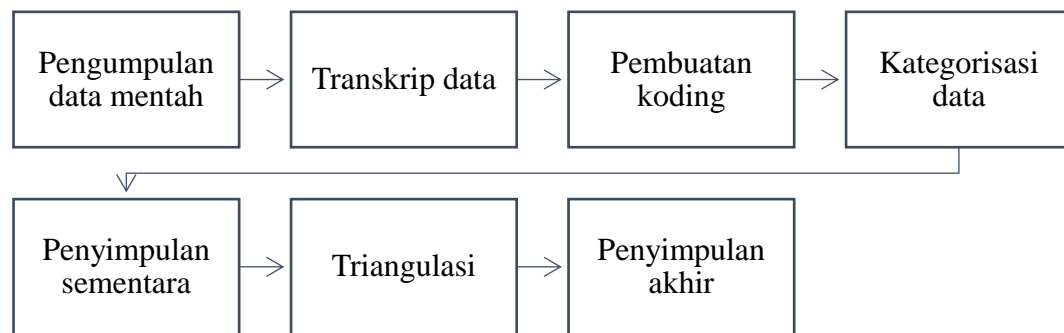 Pengumpulan
data mentah
Transkrip data
Pembuatan
koding
Kategorisasi
data
Penyimpulan
sementara
Triangulasi
Penyimpulan
akhir